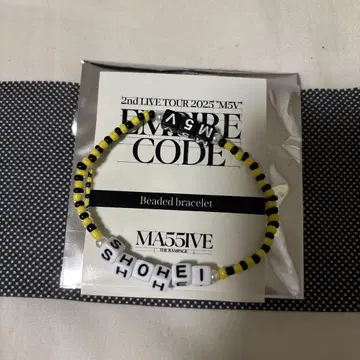 2nd LIVE TOUR 2025 "M5V"
EMPIRE
M5V
CODE
Beaded bracelet
MA55IVE
THE RAMPAGE
SHOHEI